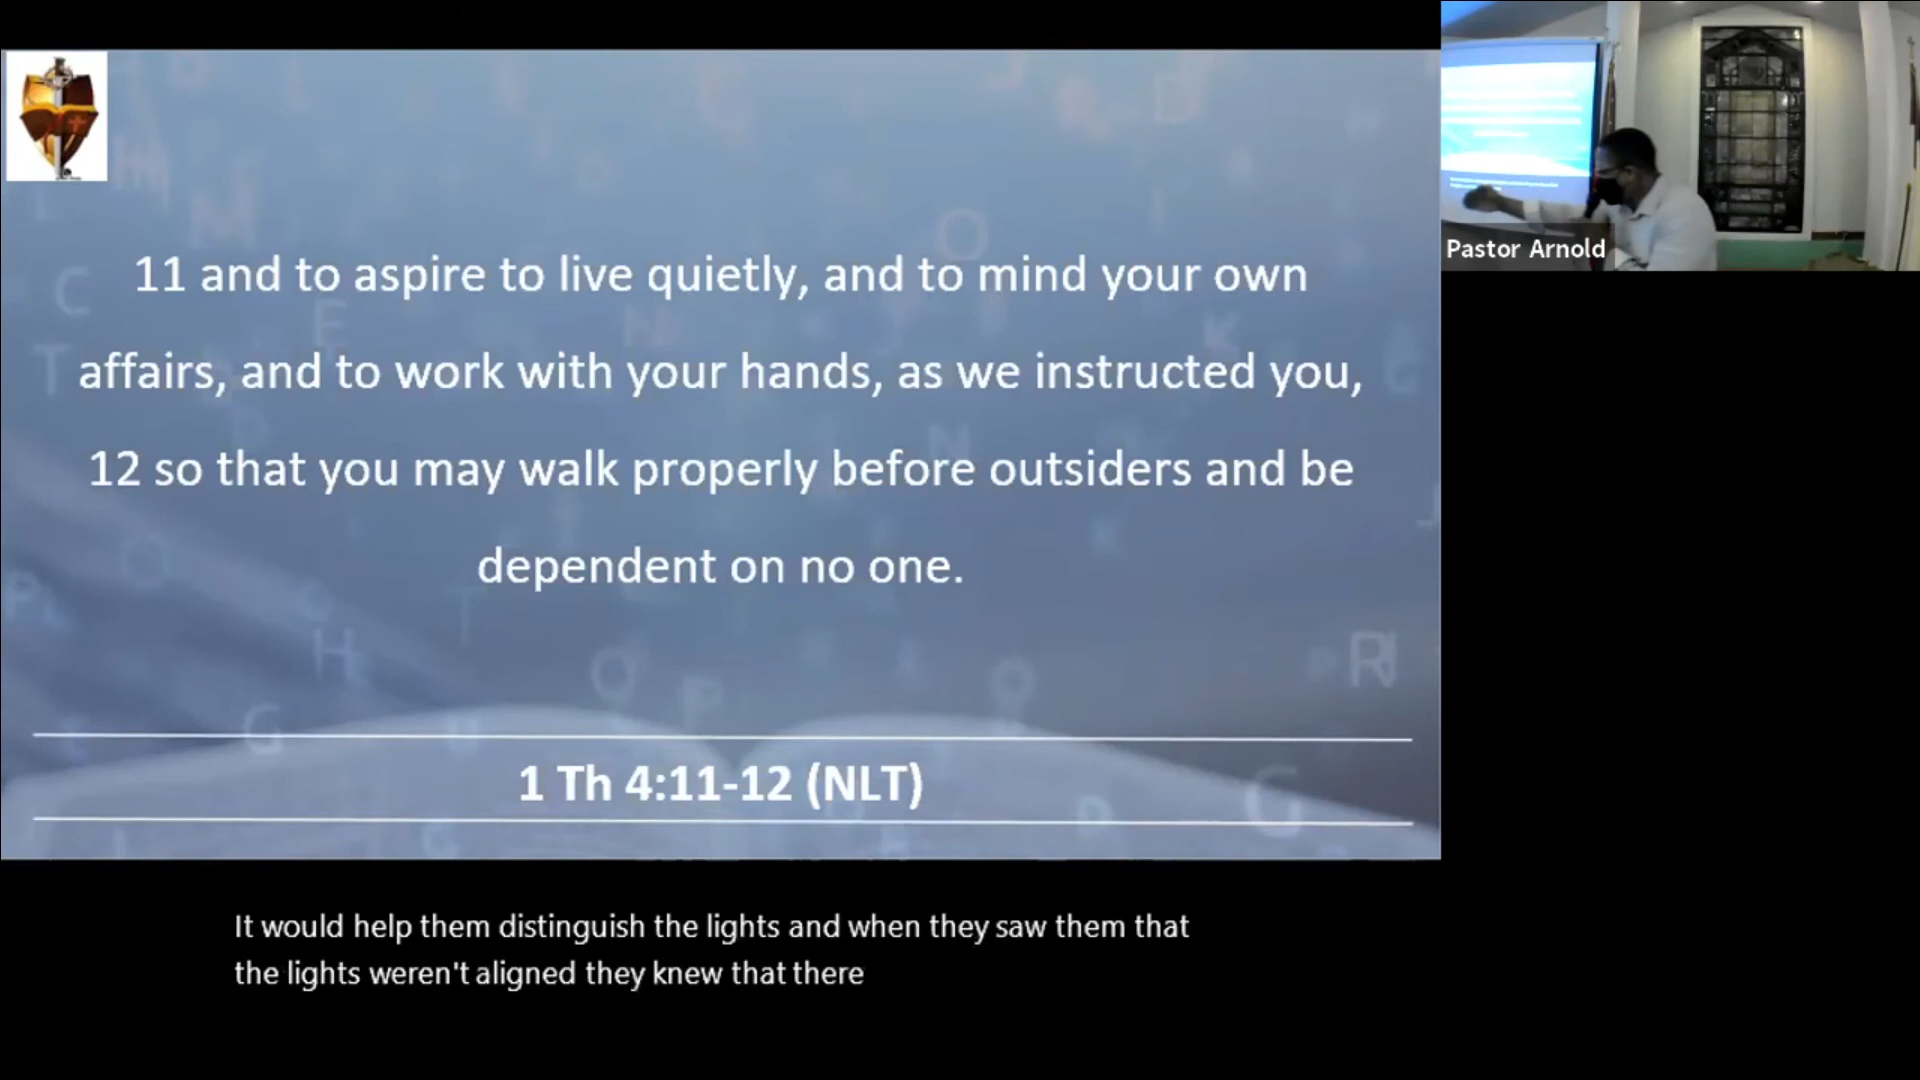 11 and to aspire to live quietly, and to mind your own
affairs, and to work with your hands, as we instructed you,
12 so that you may walk properly before outsiders and be
dependent on no one.
1 Th 4:11-12 (NLT)
Pastor Arnold
It would help them distinguish the lights and when they saw them that
the lights weren't aligned they knew that there